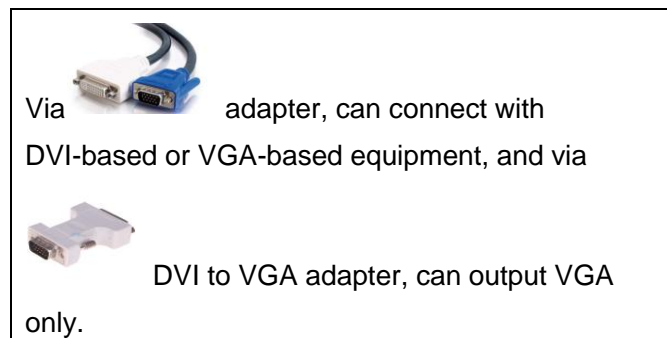 Via adapter, can connect with
DVI-based or VGA-based equipment, and via
DVI to VGA adapter, can output VGA
only.